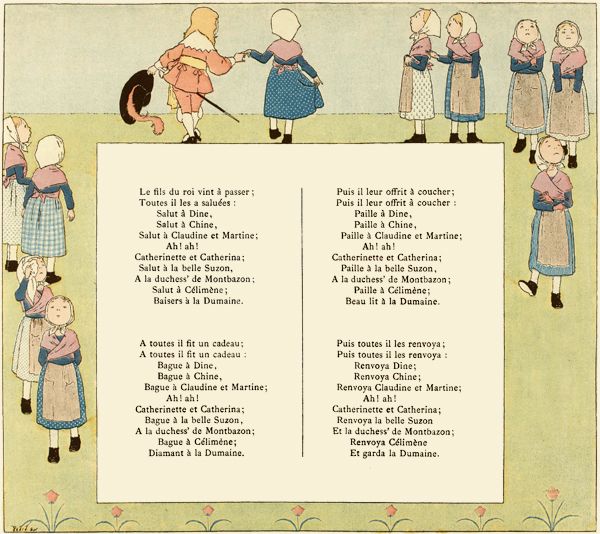 Le fils du roi vint à passer;
Toutes il les a saluées :
Salut à Dine,
Salut à Chine,
Salut à Claudine et Martine;
Ah! ah!
Catherinette et Catherina;
Salut à la belle Suzon,
A la duchess' de Montbazon;
Salut à Célimène;
Baisers à la Dumaine.
A toutes il fit un cadeau;
A toutes il fit un cadeau :
Bague à Dine,
Bague à Chine,
Bague à Claudine et Martine;
Ah! ah!
Catherinette et Catherina;
Bague à la belle Suzon,
A la duchess' de Montbazon;
Bague à Célimène;
Diamant à la Dumaine.
Puis il leur offrit à coucher;
Puis il leur offrit à coucher :
Paille à Dine,
Paille à Chine,
Paille à Claudine et Martine;
Ah! ah!
Catherinette et Catherina;
Paille à la belle Suzon,
A la duchess' de Montbazon;
Paille à Célimène;
Beau lit à la Dumaine.
Puis toutes il les renvoya;
Puis toutes il les renvoya :
Renvoya Dine,
Renvoya Chine;
Renvoya Claudine et Martine;
Ah! ah!
Catherinette et Catherina;
Renvoya la belle Suzon
Et la duchess' de Montbazon;
Renvoya Célimène
Et garda la Dumaine.